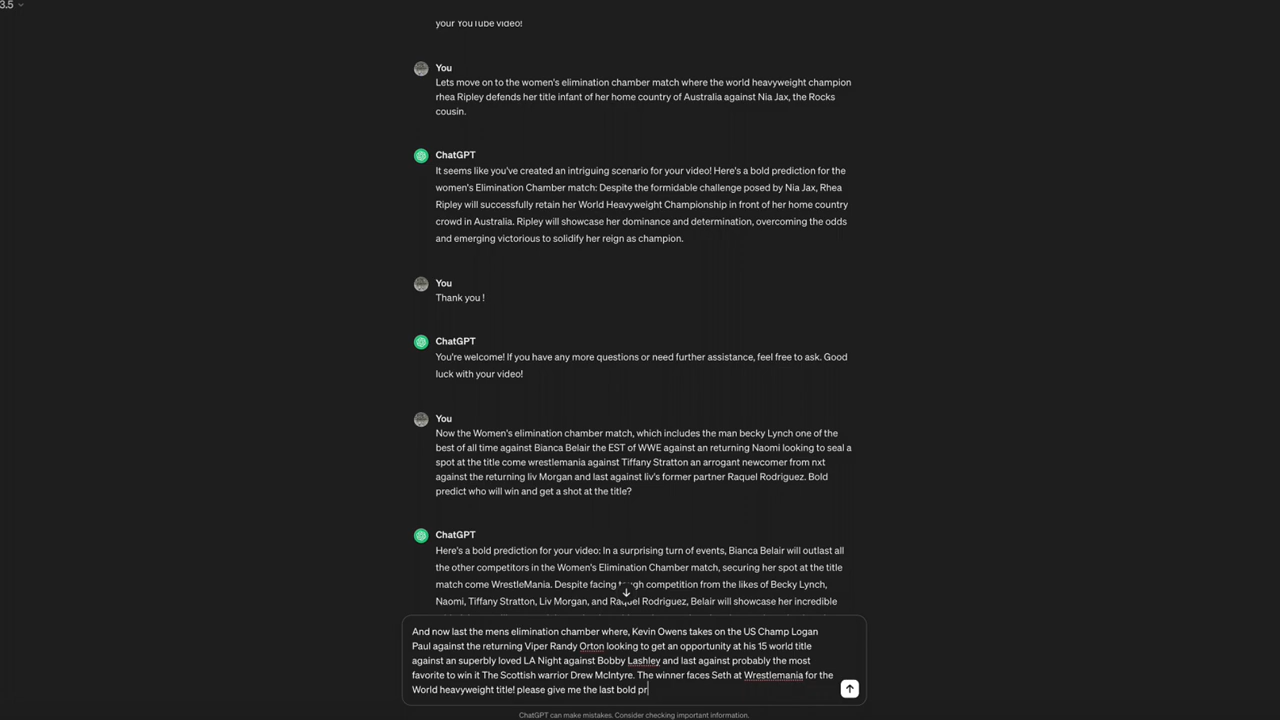 3.5
your YouTube video!
You
Lets move on to the women's elimination chamber match where the world heavyweight champion
rhea Ripley defends her title infant of her home country of Australia against Nia Jax, the Rocks
cousin.
ChatGPT
It seems like you've created an intriguing scenario for your video! Here's a bold prediction for the
women's Elimination Chamber match: Despite the formidable challenge posed by Nia Jax, Rhea
Ripley will successfully retain her World Heavyweight Championship in front of her home country
crowd in Australia. Ripley will showcase her dominance and determination, overcoming the odds
and emerging victorious to solidify her reign as champion.
You
Thank you !
ChatGPT
You're welcome! If you have any more questions or need further assistance, feel free to ask. Good
luck with your video!
You
Now the Women's elimination chamber match, which includes the man becky Lynch one of the
best of all time against Bianca Belair the EST of WWE against an returning Naomi looking to seal a
spot at the title come wrestlemania against Tiffany Stratton an arrogant newcomer from nxt
against the returning liv Morgan and last against liv's former partner Raquel Rodriguez. Bold
predict who will win and get a shot at the title?
ChatGPT
Here's a bold prediction for your video: In a surprising turn of events, Bianca Belair will outlast all
the other competitors in the Women's Elimination Chamber match, securing her spot at the title
match come WrestleMania. Despite facing tough competition from the likes of Becky Lynch,
Naomi, Tiffany Stratton, Liv Morgan, and Raquel Rodriguez, Belair will showcase her incredible
And now last the mens elimination chamber where, Kevin Owens takes on the US Champ Logan
Paul against the returning Viper Randy Orton looking to get an opportunity at his 15 world title
against an superbly loved LA Night against Bobby Lashley and last against probably the most
favorite to win it The Scottish warrior Drew McIntyre. The winner faces Seth at Wrestlemania for the
World heavyweight title! please give me the last bold pr
ChatGPT can make mistakes. Consider checking important information.